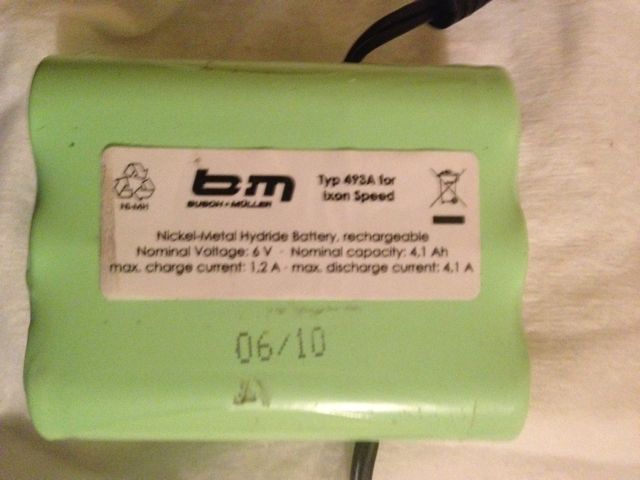 bm
BUSCH + MÜLLER
Typ 493A for
Ixon Speed
Ni-MH
Nickel-Metal Hydride Battery, rechargeable
Nominal Voltage: 6 V · Nominal capacity: 4,1 Ah
max. charge current: 1,2 A · max. discharge current: 4,1 A
06/10